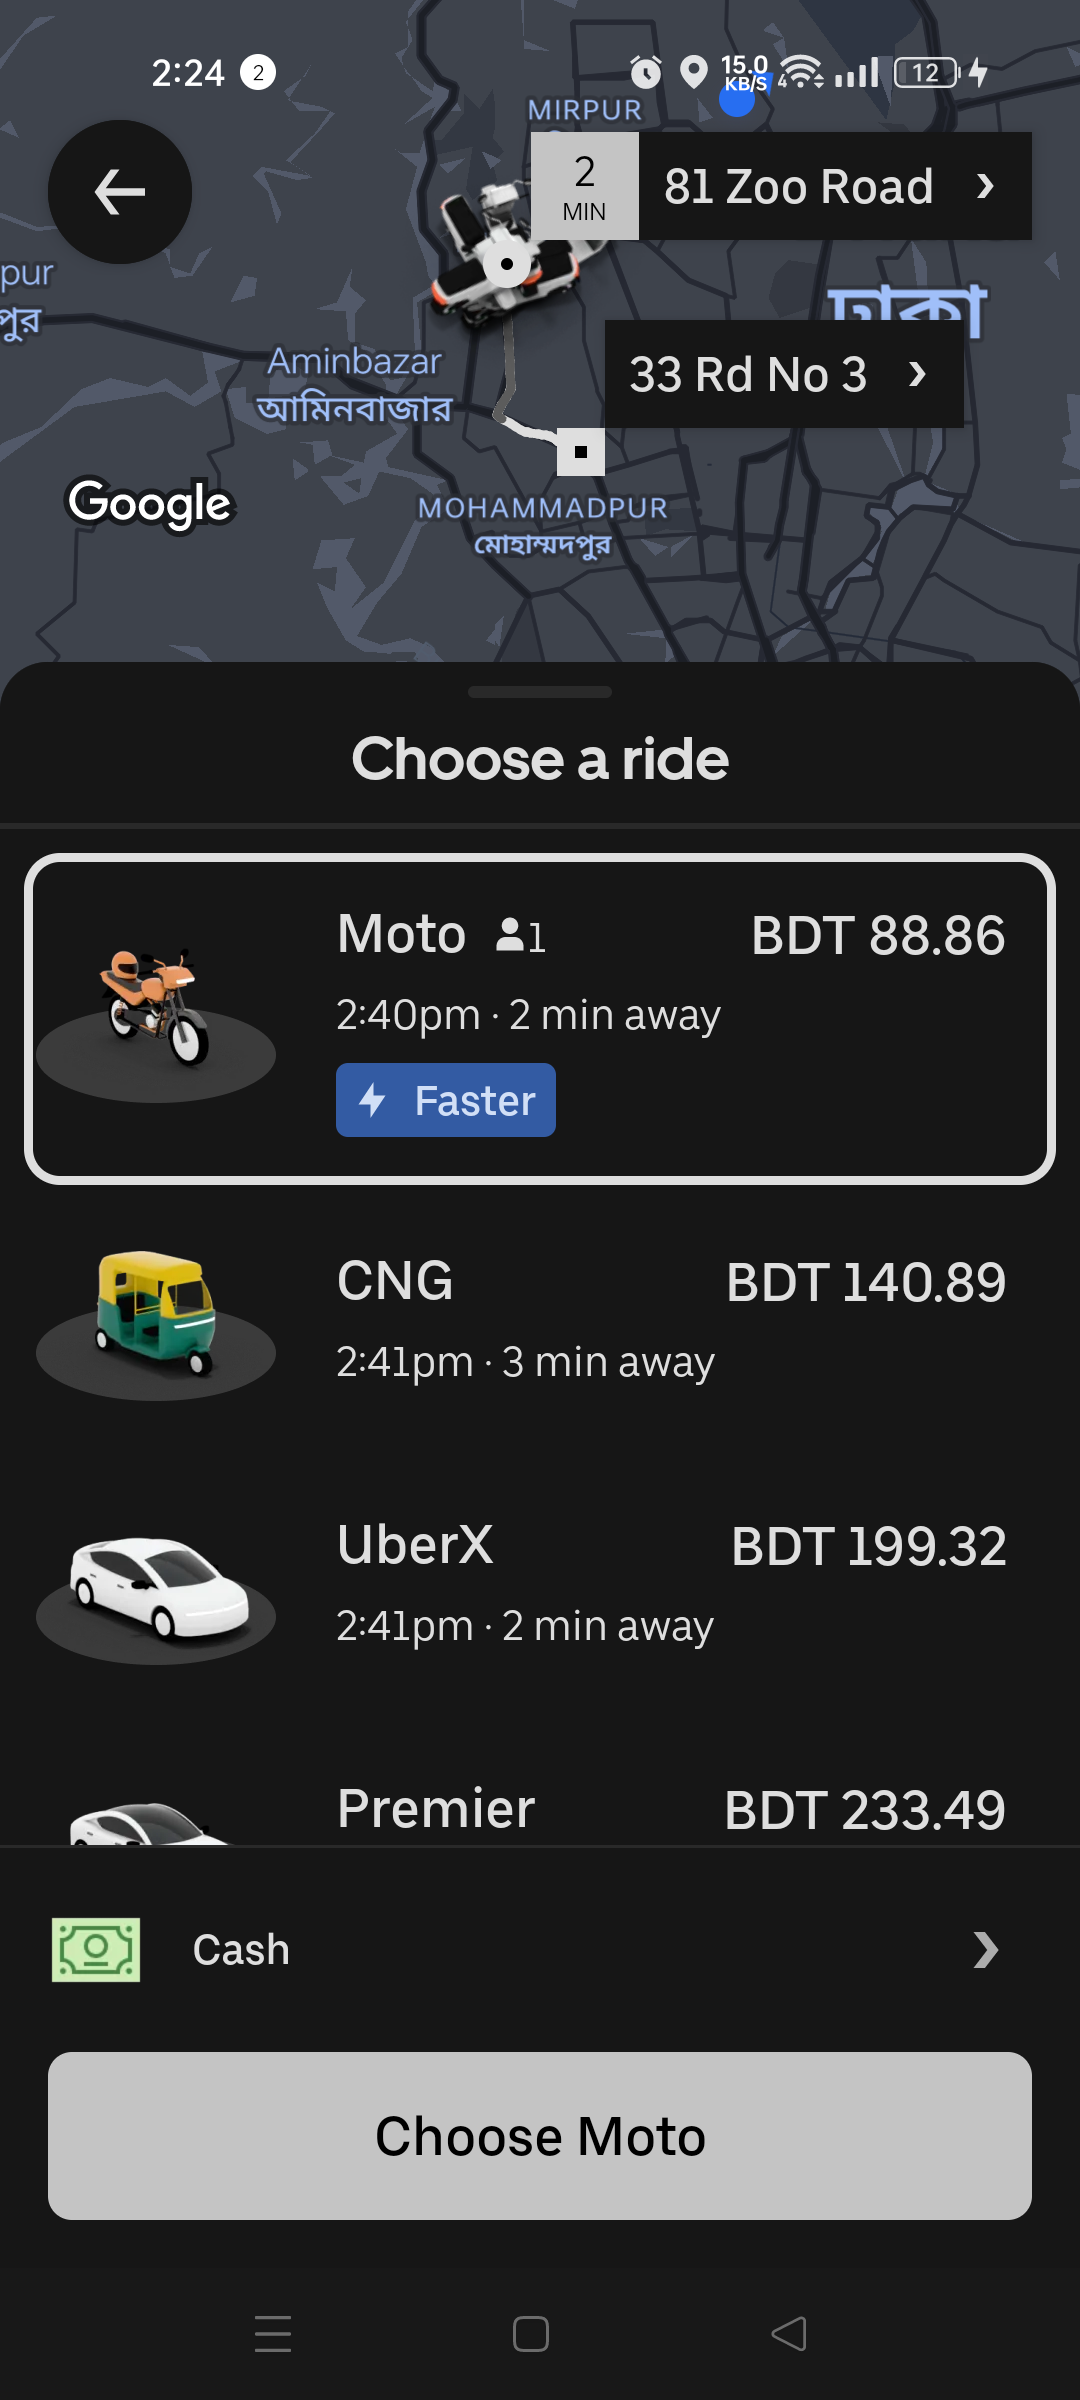 2:24 2 15.0 KB/S 4 12
MIRPUR
2 MIN
81 Zoo Road
pur
পুর
ঢাকা
33 Rd No 3
Aminbazar
আমিনবাজার
Google
MOHAMMADPUR
মোহাম্মদপুর
Choose a ride
Moto 1 BDT 88.86
2:40pm · 2 min away
Faster
CNG BDT 140.89
2:41pm · 3 min away
UberX BDT 199.32
2:41pm · 2 min away
Premier BDT 233.49
Cash
Choose Moto